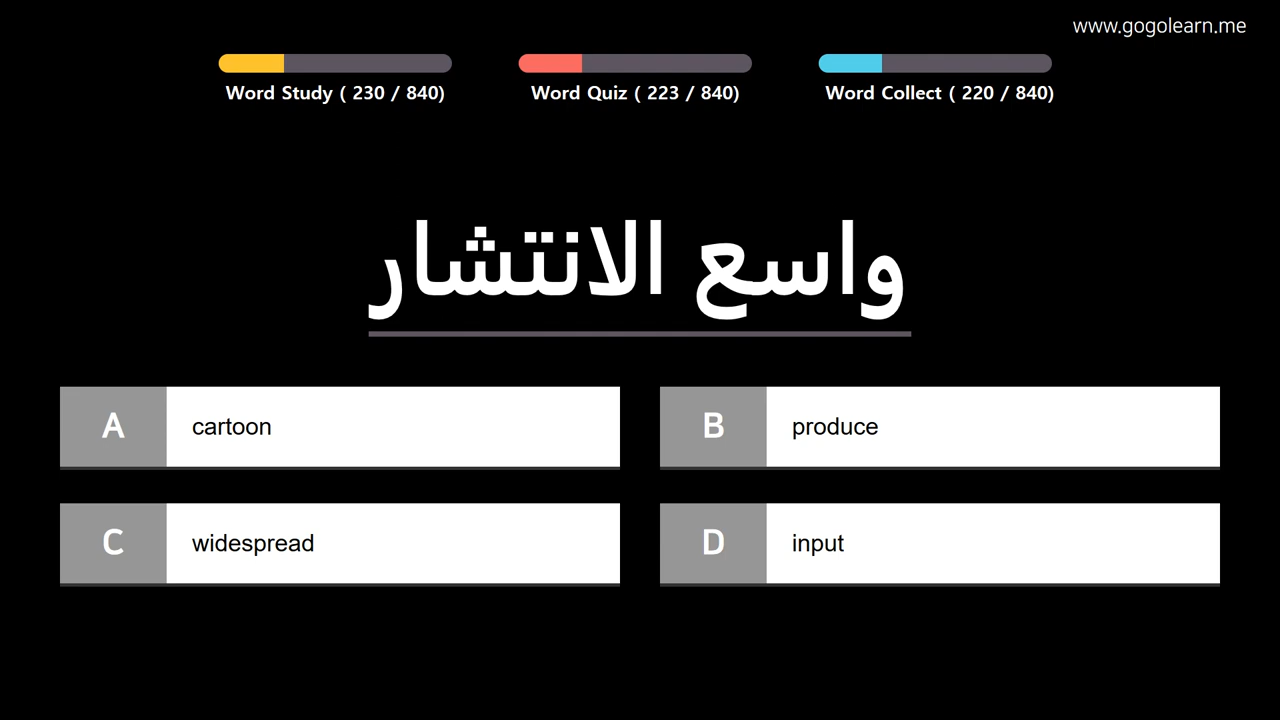 www.gogolearn.me
Word Study ( 230 / 840)
Word Quiz ( 223 / 840)
Word Collect ( 220 / 840)
واسع الانتشار
A cartoon
B produce
C widespread
D input